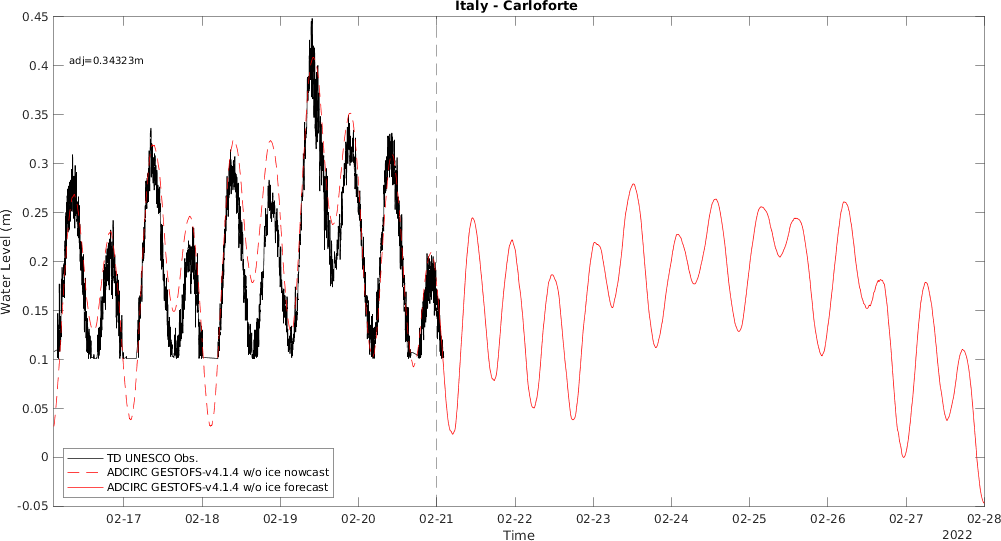 Italy - Carloforte
0.45
0.4
0.35
0.3
0.25
0.2
0.15
0.1
0.05
0
-0.05
Water Level (m)
adj=0.34323m
TD UNESCO Obs.
ADCIRC GESTOFS-v4.1.4 w/o ice nowcast
ADCIRC GESTOFS-v4.1.4 w/o ice forecast
02-17 02-18 02-19 02-20 02-21 02-22 02-23 02-24 02-25 02-26 02-27 02-28
Time
2022